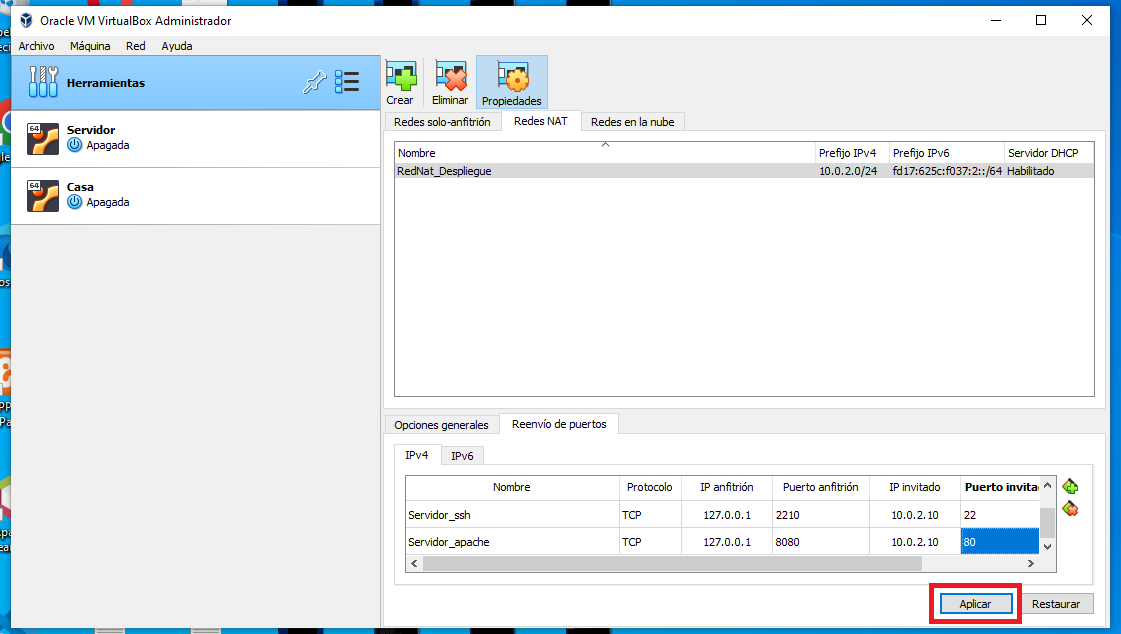 Oracle VM VirtualBox Administrador
Archivo Máquina Red Ayuda
Herramientas
64 Servidor
Apagada
64 Casa
Apagada
Crear Eliminar Propiedades
Redes solo-anfitrión Redes NAT Redes en la nube
Nombre Prefijo IPv4 Prefijo IPv6 Servidor DHCP
RedNat_Despliegue 10.0.2.0/24 fd17:625c:f037:2::/64 Habilitado
Opciones generales Reenvío de puertos
IPv4 IPv6
Nombre Protocolo IP anfitrión Puerto anfitrión IP invitado Puerto invita
Servidor_ssh TCP 127.0.0.1 2210 10.0.2.10 22
Servidor_apache TCP 127.0.0.1 8080 10.0.2.10 80
Aplicar Restaurar